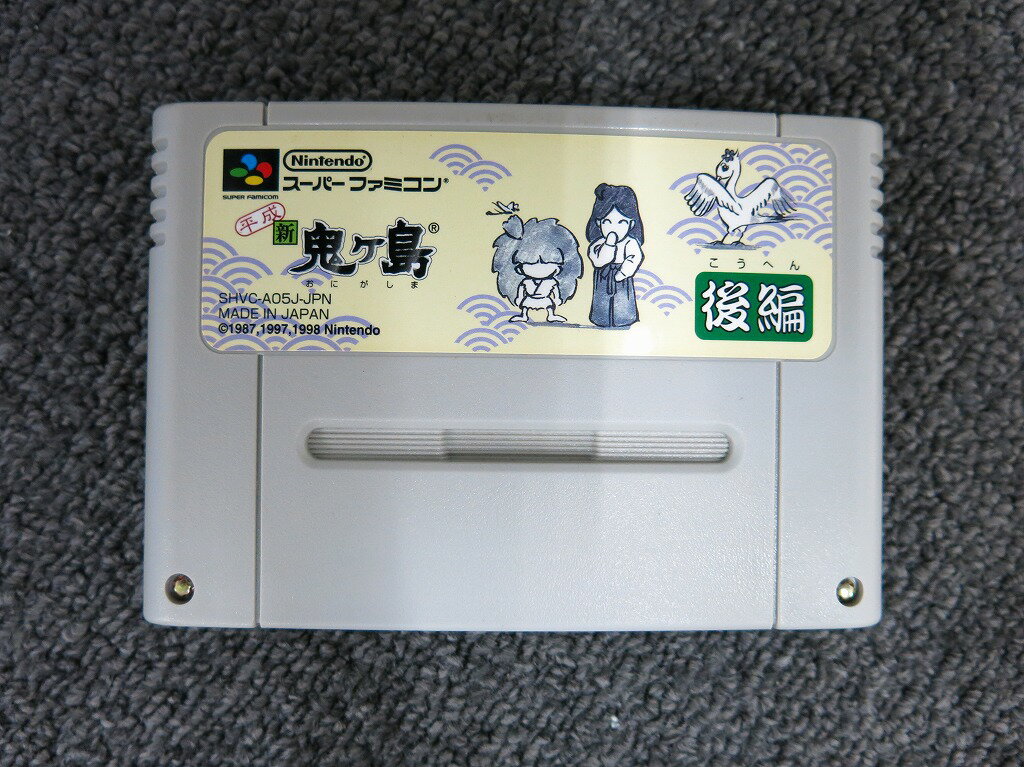 Nintendo®
スーパーファミコン®
SUPER FAMICOM
平成
新
鬼ヶ島®
おにがしま
SHVC-A05J-JPN
MADE IN JAPAN
©1987,1997,1998 Nintendo
こうへん
後編